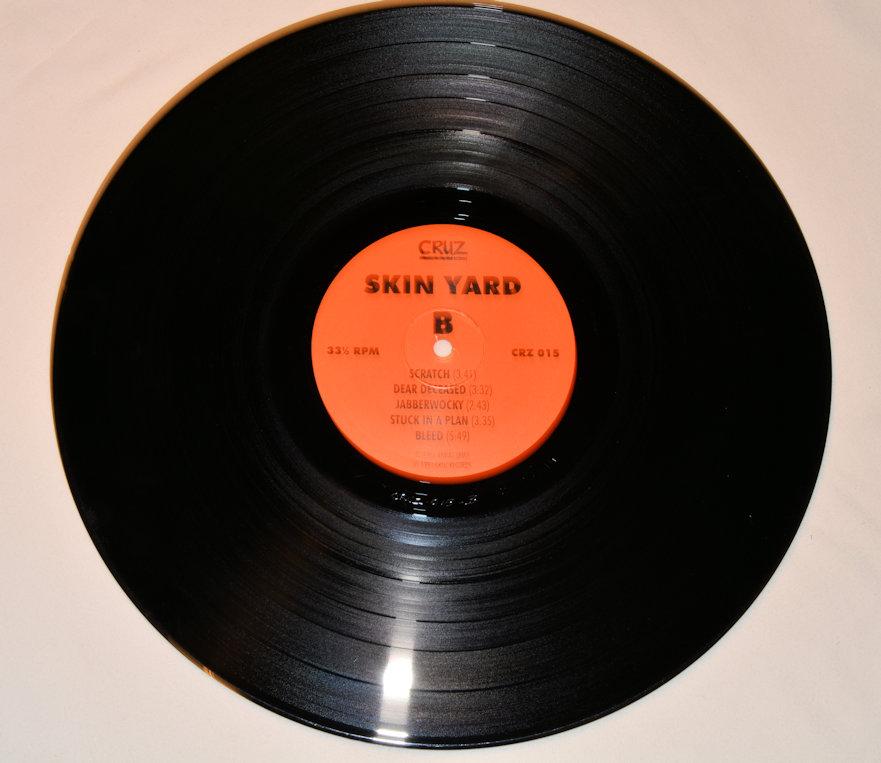 CRUZ
SKIN YARD
B
33⅓ RPM
CRZ 015
SCRATCH (3:41)
DEAR DECEASED (3:32)
JABBERWOCKY (2:43)
STUCK IN A PLAN (3:35)
BLEED (5:49)